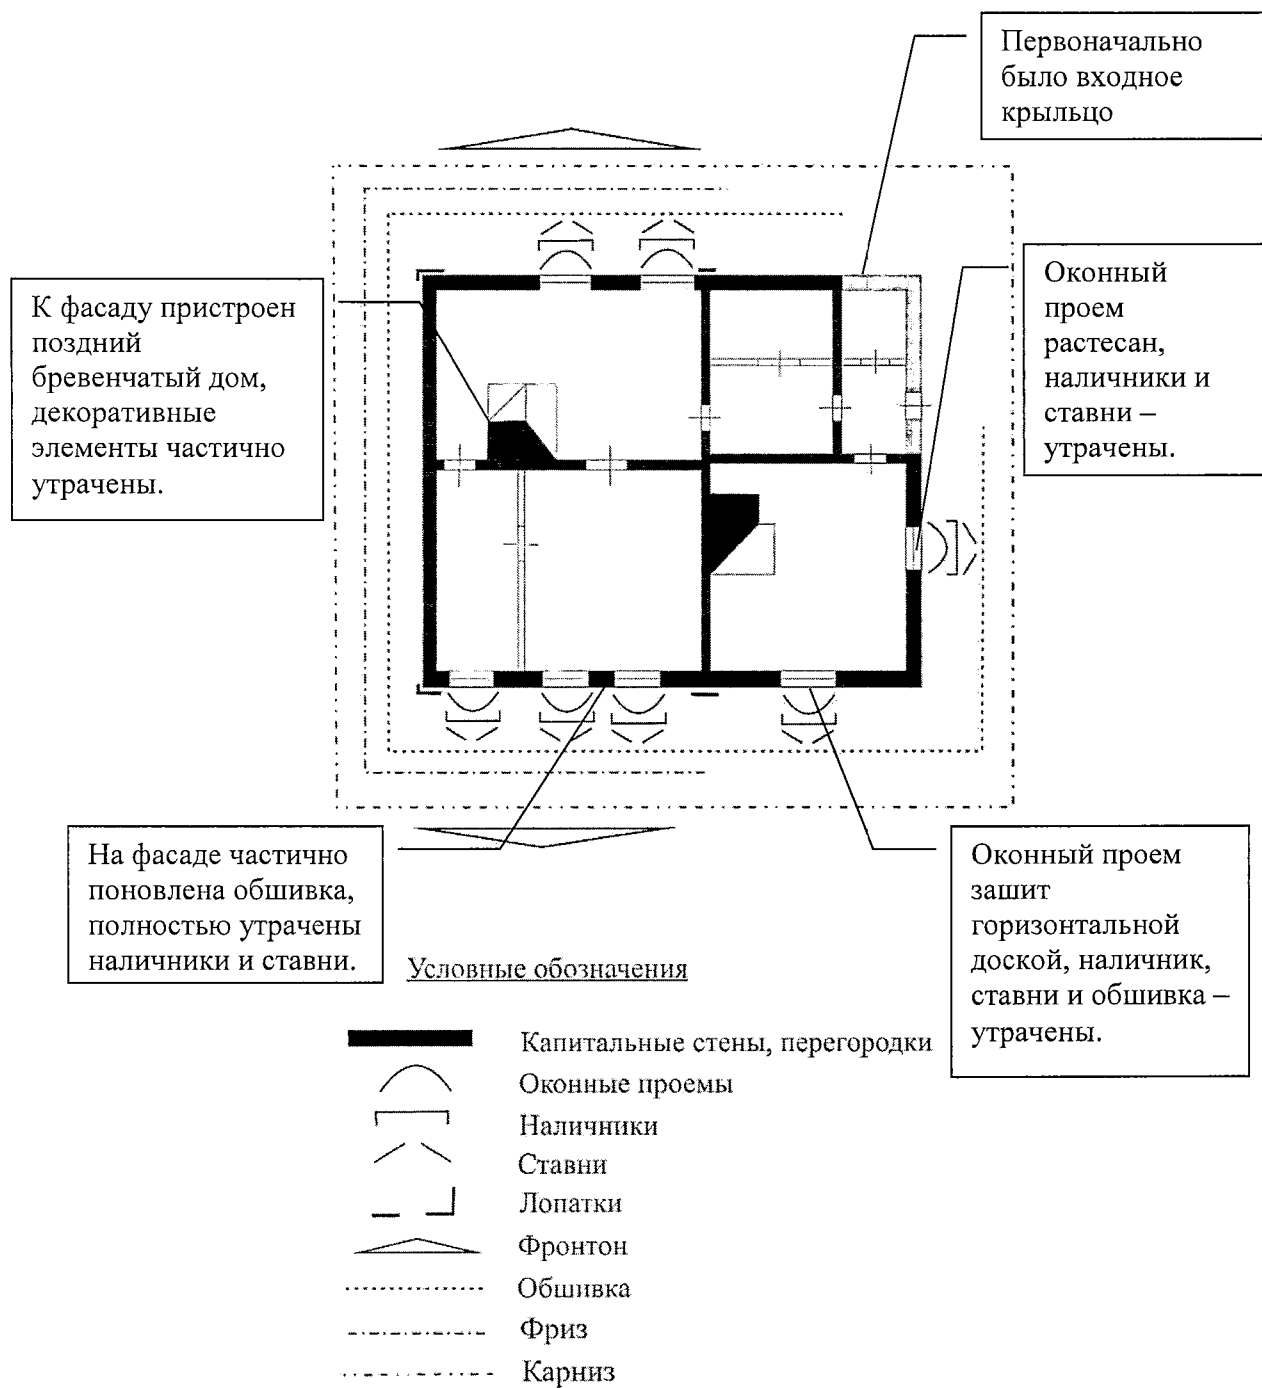 Первоначально
было входное
крыльцо
Оконный
проем
растесан,
наличники и
ставни –
утрачены.
К фасаду пристроен
поздний
бревенчатый дом,
декоративные
элементы частично
утрачены.
На фасаде частично
поновлена обшивка,
полностью утрачены
наличники и ставни.
Оконный проем
зашит
горизонтальной
доской, наличник,
ставни и обшивка –
утрачены.
Условные обозначения
Капитальные стены, перегородки
Оконные проемы
Наличники
Ставни
Лопатки
Фронтон
Обшивка
Фриз
Карниз